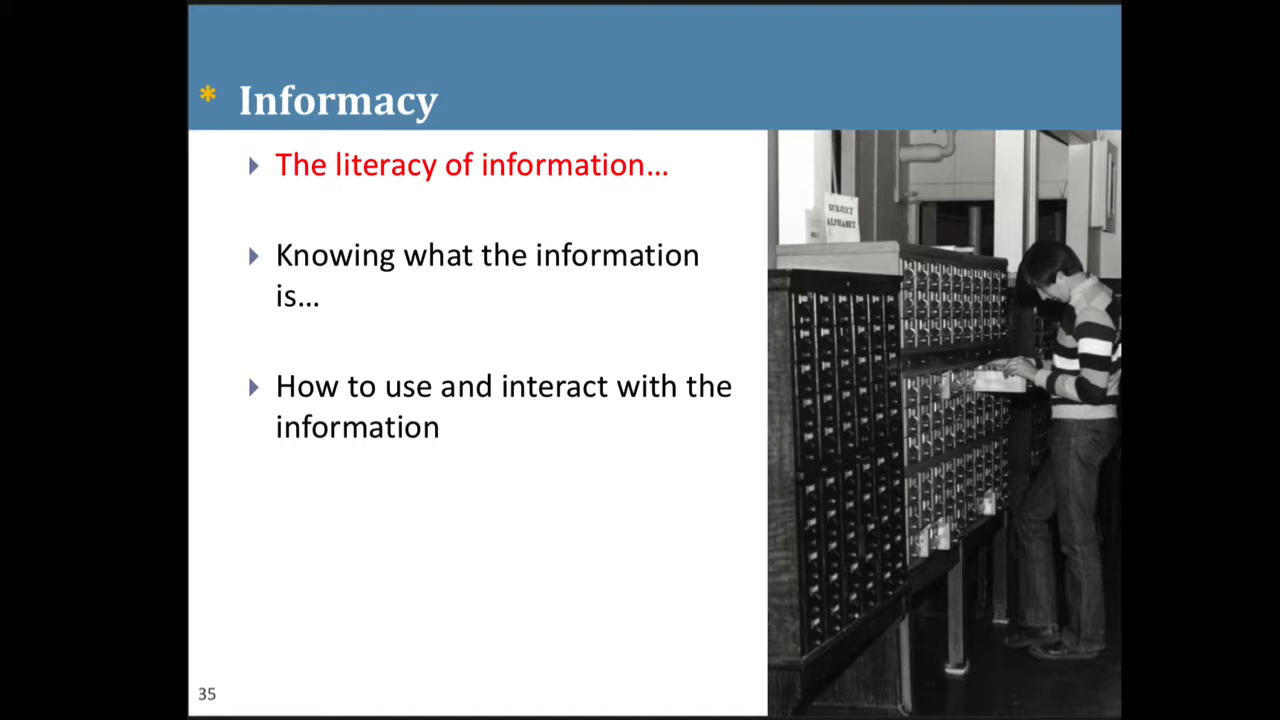 * Informacy
The literacy of information…
Knowing what the information
is…
How to use and interact with the
information
SUBJECT
ALPHABET
35